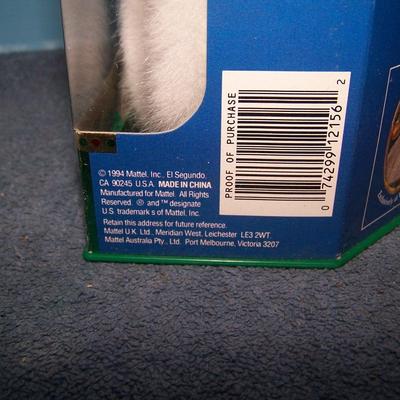 © 1994 Mattel, Inc., El Segundo,
CA 90245 U.S.A. MADE IN CHINA
Manufactured for Mattel. All Rights
Reserved. ® and ™ designate
U.S. trademarks of Mattel, Inc.
Retain this address for future reference.
Mattel U.K. Ltd., Meridian West, Leichester LE3 2WT.
Mattel Australia Pty., Ltd. Port Melbourne, Victoria 3207
PROOF OF PURCHASE
0 74299 12156 2